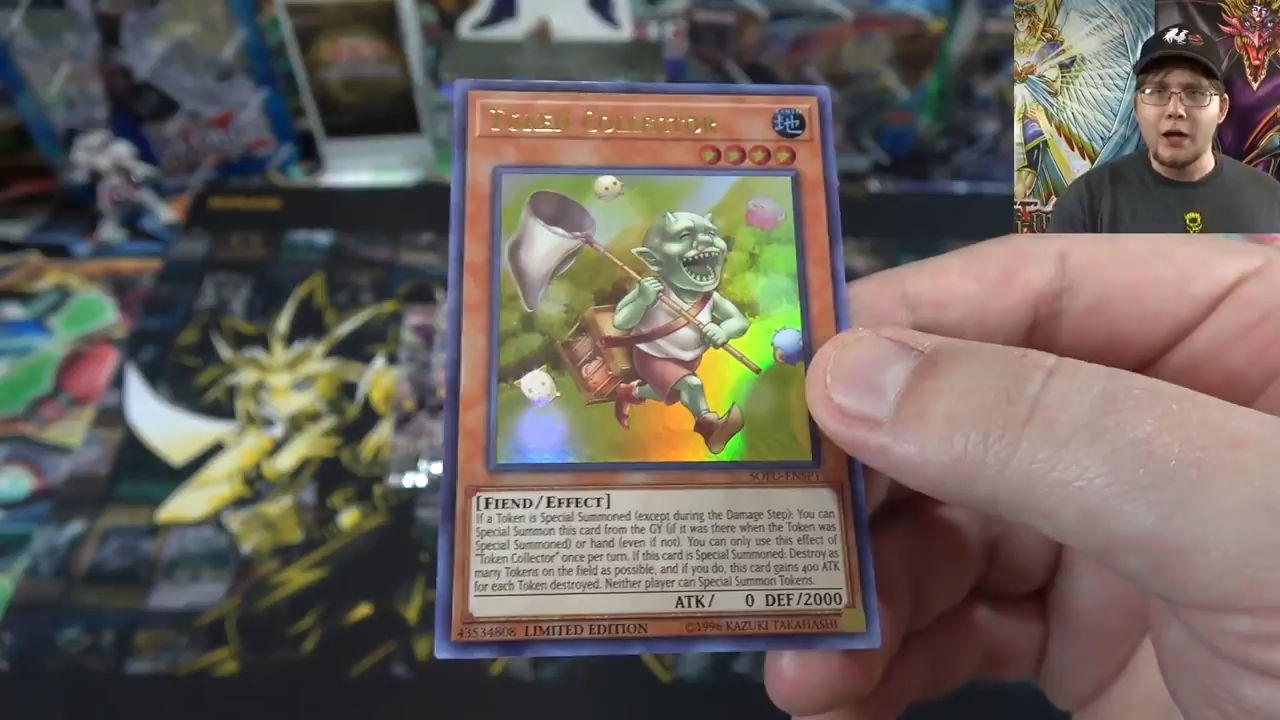 TOKEN COLLECTOR
地
SOFU-ENSP1
[FIEND/EFFECT]
If a Token is Special Summoned (except during the Damage Step): You can
Special Summon this card from the GY (if it was there when the Token was
Special Summoned) or hand (even if not). You can only use this effect of
"Token Collector" once per turn. If this card is Special Summoned: Destroy as
many Tokens on the field as possible, and if you do, this card gains 400 ATK
for each Token destroyed. Neither player can Special Summon Tokens.
ATK/ 0 DEF/2000
43534808 LIMITED EDITION ©1996 KAZUKI TAKAHASHI